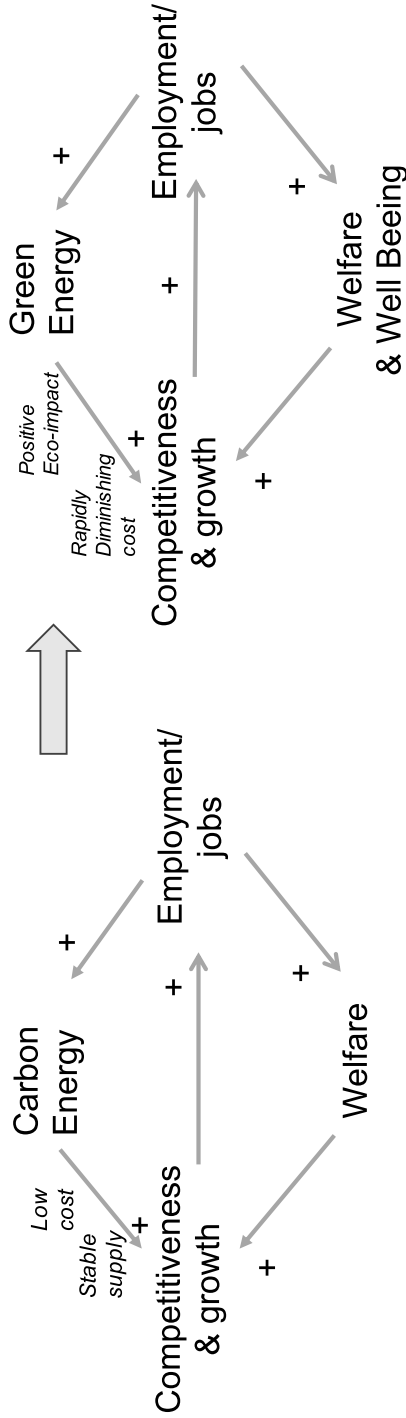 Carbon
Energy
Low
cost
Stable
supply
+
+
Competitiveness
& growth
+
Employment/
jobs
+
+
Welfare
Green
Energy
Positive
Eco-impact
Rapidly
Diminishing
cost
+
+
Competitiveness
& growth
+
Employment/
jobs
+
+
Welfare
& Well Beeing